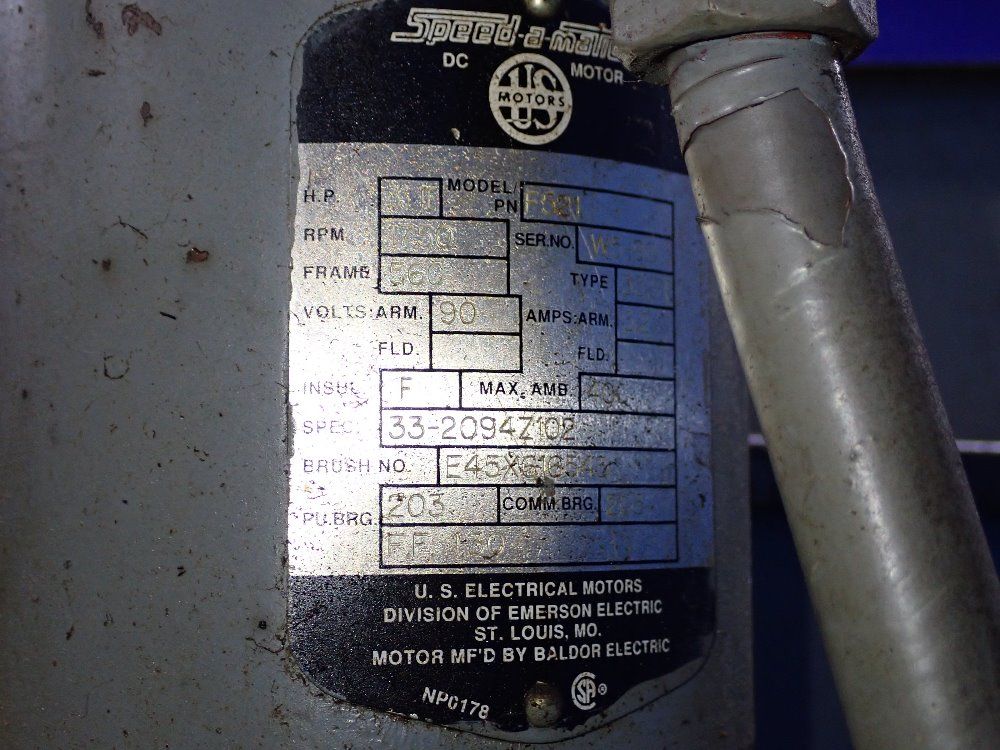 Speed-a-matic
DC MOTOR
US MOTORS
H.P. MODEL/ PN
RPM SER.NO.
FRAME 56C TYPE
VOLTS: ARM. 90 AMPS: ARM.
FLD. FLD.
INSUL F MAX. AMB 40C
SPEC. 33-2094Z102
BRUSH NO.
PU.BRG. 203 COMM.BRG.
U. S. ELECTRICAL MOTORS
DIVISION OF EMERSON ELECTRIC
ST. LOUIS, MO.
MOTOR MF'D BY BALDOR ELECTRIC
NP0178 CSA ®